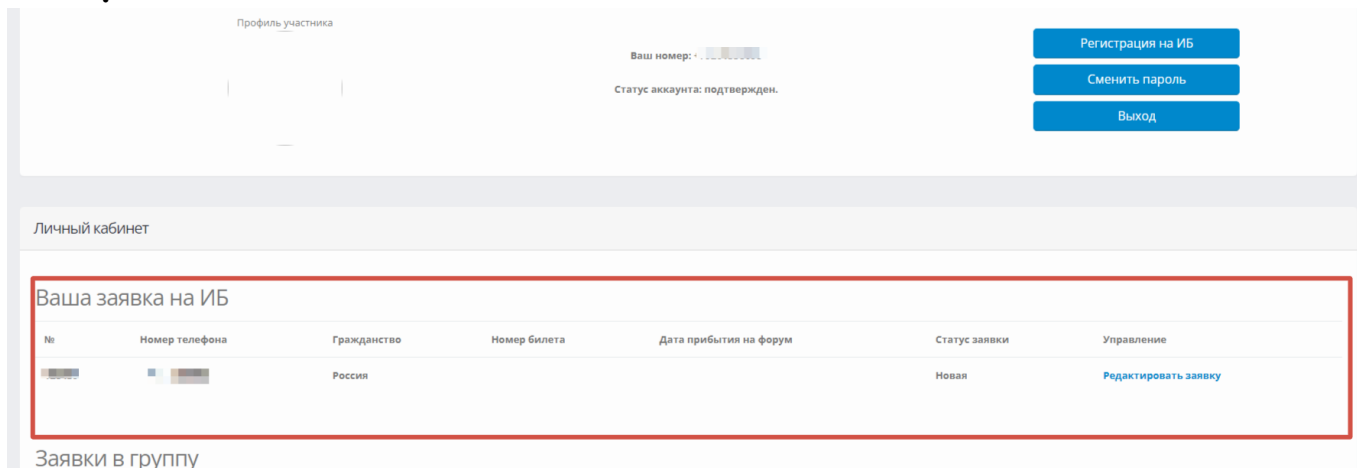 Профиль участника
Ваш номер:
Регистрация на ИБ
Статус аккаунта: подтвержден.
Сменить пароль
Выход
Личный кабинет
Ваша заявка на ИБ
№ Номер телефона Гражданство Номер билета Дата прибытия на форум Статус заявки Управление
Россия Новая Редактировать заявку
Заявки в группу